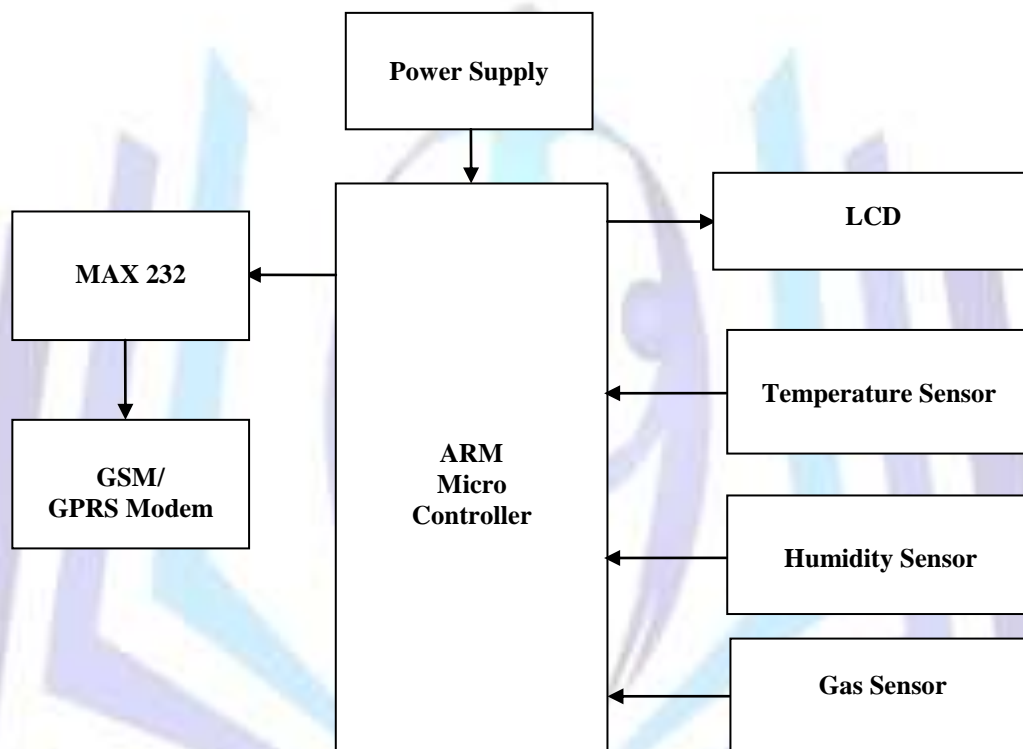 Power Supply
LCD
MAX 232
Temperature Sensor
GSM/
GPRS Modem
ARM
Micro
Controller
Humidity Sensor
Gas Sensor